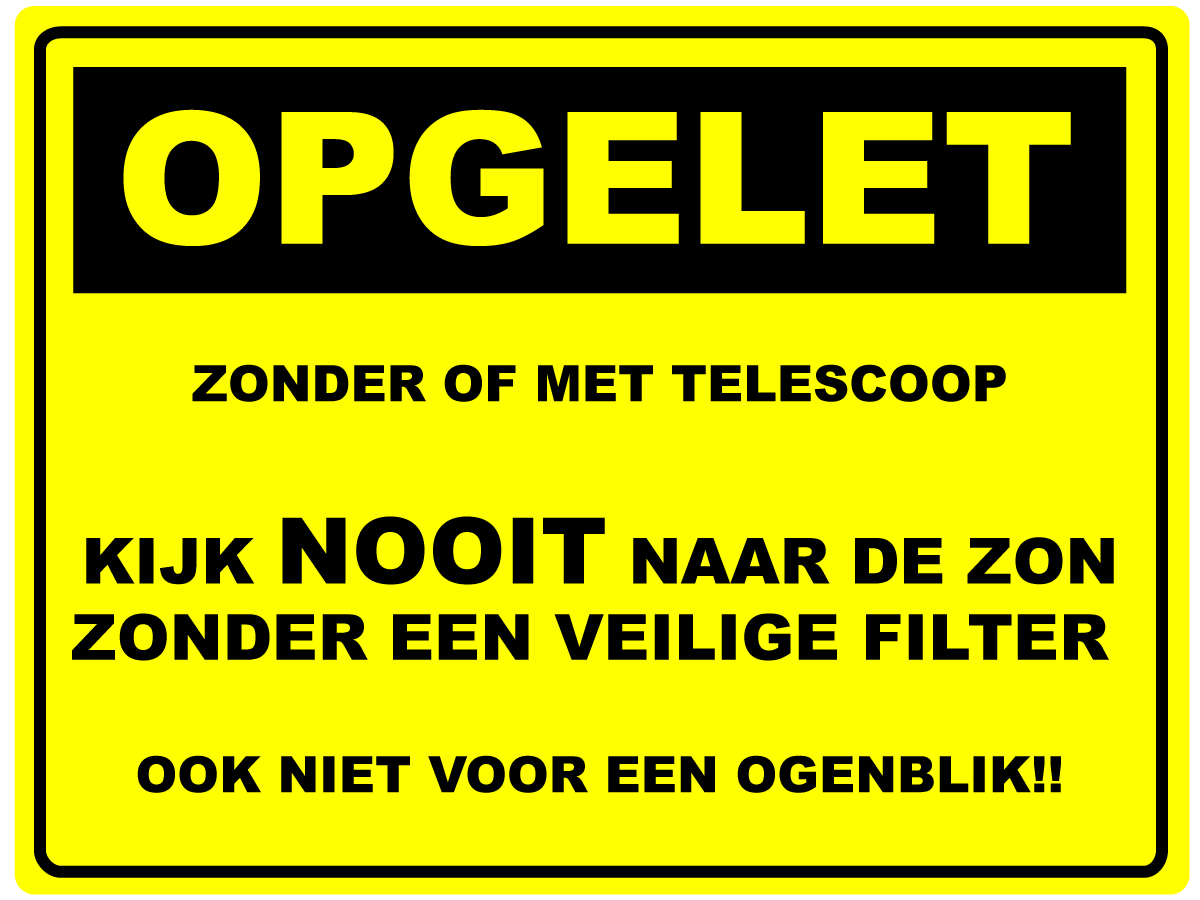 OPGELET
ZONDER OF MET TELESCOOP
KIJK NOOIT NAAR DE ZON
ZONDER EEN VEILIGE FILTER
OOK NIET VOOR EEN OGENBLIK!!